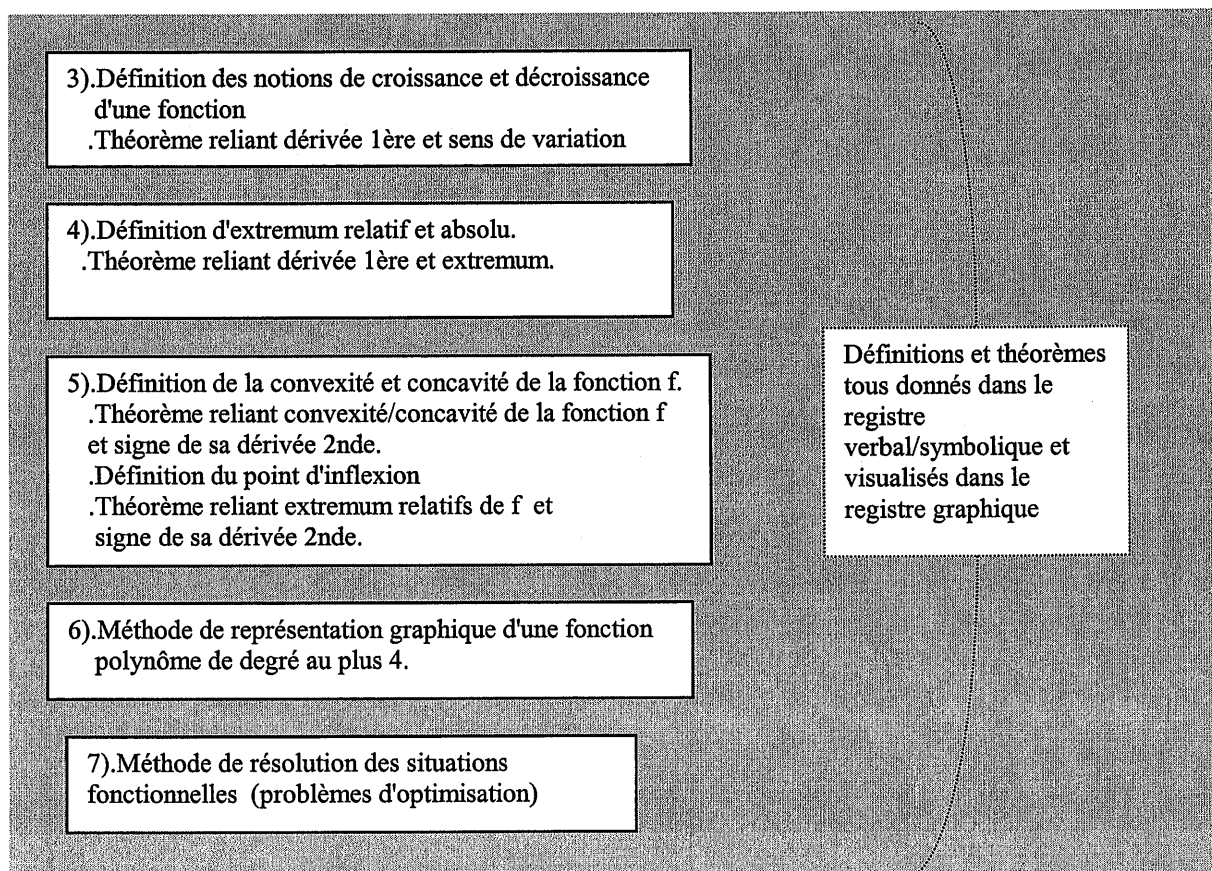 3).Définition des notions de croissance et décroissance
d'une fonction
.Théorème reliant dérivée 1ère et sens de variation
4).Définition d'extremum relatif et absolu.
.Théorème reliant dérivée 1ère et extremum.
5).Définition de la convexité et concavité de la fonction f.
.Théorème reliant convexité/concavité de la fonction f
et signe de sa dérivée 2nde.
.Définition du point d'inflexion
.Théorème reliant extremum relatifs de f et
signe de sa dérivée 2nde.
6).Méthode de représentation graphique d'une fonction
polynôme de degré au plus 4.
7).Méthode de résolution des situations
fonctionnelles (problèmes d'optimisation)
Définitions et théorèmes
tous donnés dans le
registre
verbal/symbolique et
visualisés dans le
registre graphique